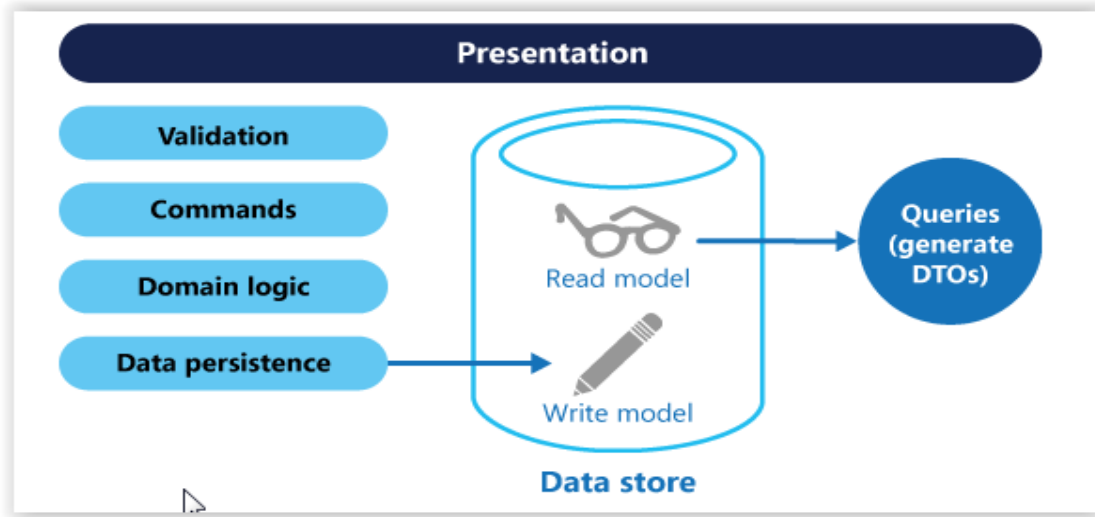 Presentation
Validation
Commands
Domain logic
Data persistence
Read model
Write model
Data store
Queries
(generate
DTOs)